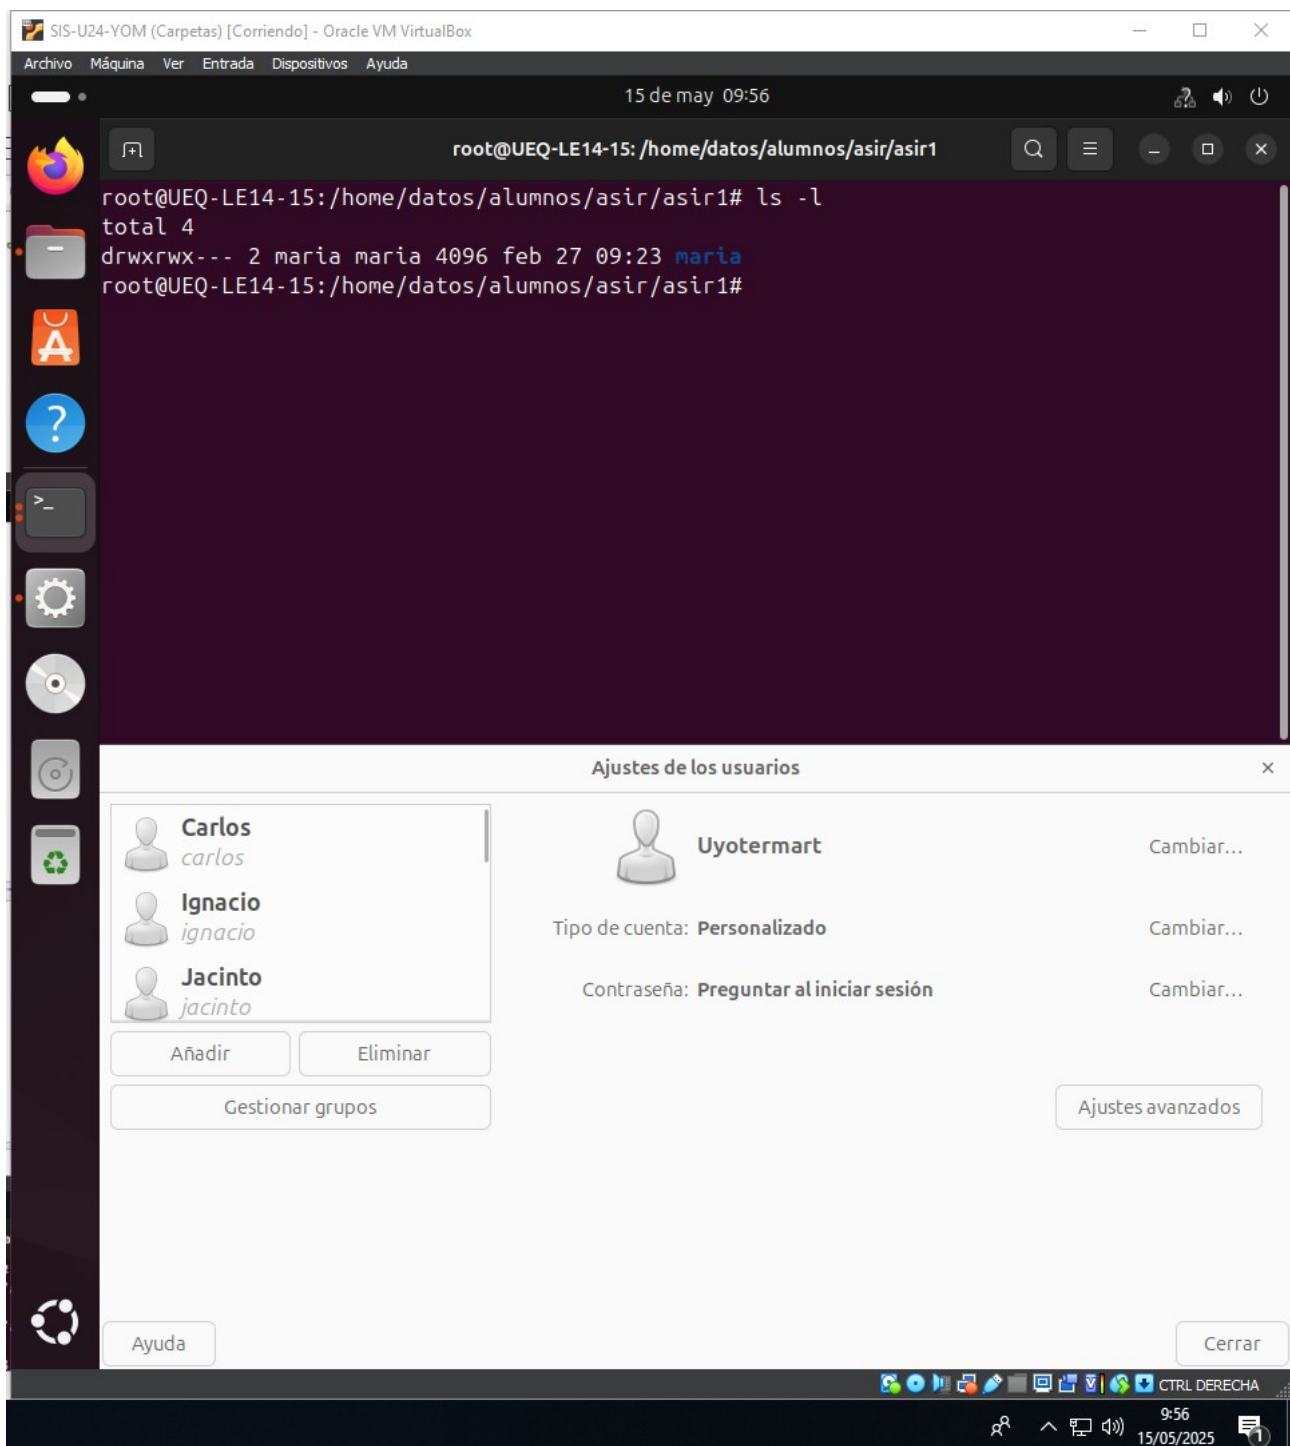 SIS-U24-YOM (Carpetas) [Corriendo] - Oracle VM VirtualBox
Archivo Máquina Ver Entrada Dispositivos Ayuda
15 de may 09:56
root@UEQ-LE14-15: /home/datos/alumnos/asir/asir1
root@UEQ-LE14-15:/home/datos/alumnos/asir/asir1# ls -l
total 4
drwxrwx--- 2 maria maria 4096 feb 27 09:23 maria
root@UEQ-LE14-15:/home/datos/alumnos/asir/asir1#
Ajustes de los usuarios
Carlos
carlos
Ignacio
ignacio
Jacinto
jacinto
Añadir
Eliminar
Gestionar grupos
Uyotermart
Cambiar...
Tipo de cuenta: Personalizado
Cambiar...
Contraseña: Preguntar al iniciar sesión
Cambiar...
Ajustes avanzados
Ayuda
Cerrar
CTRL DERECHA
9:56
15/05/2025
1